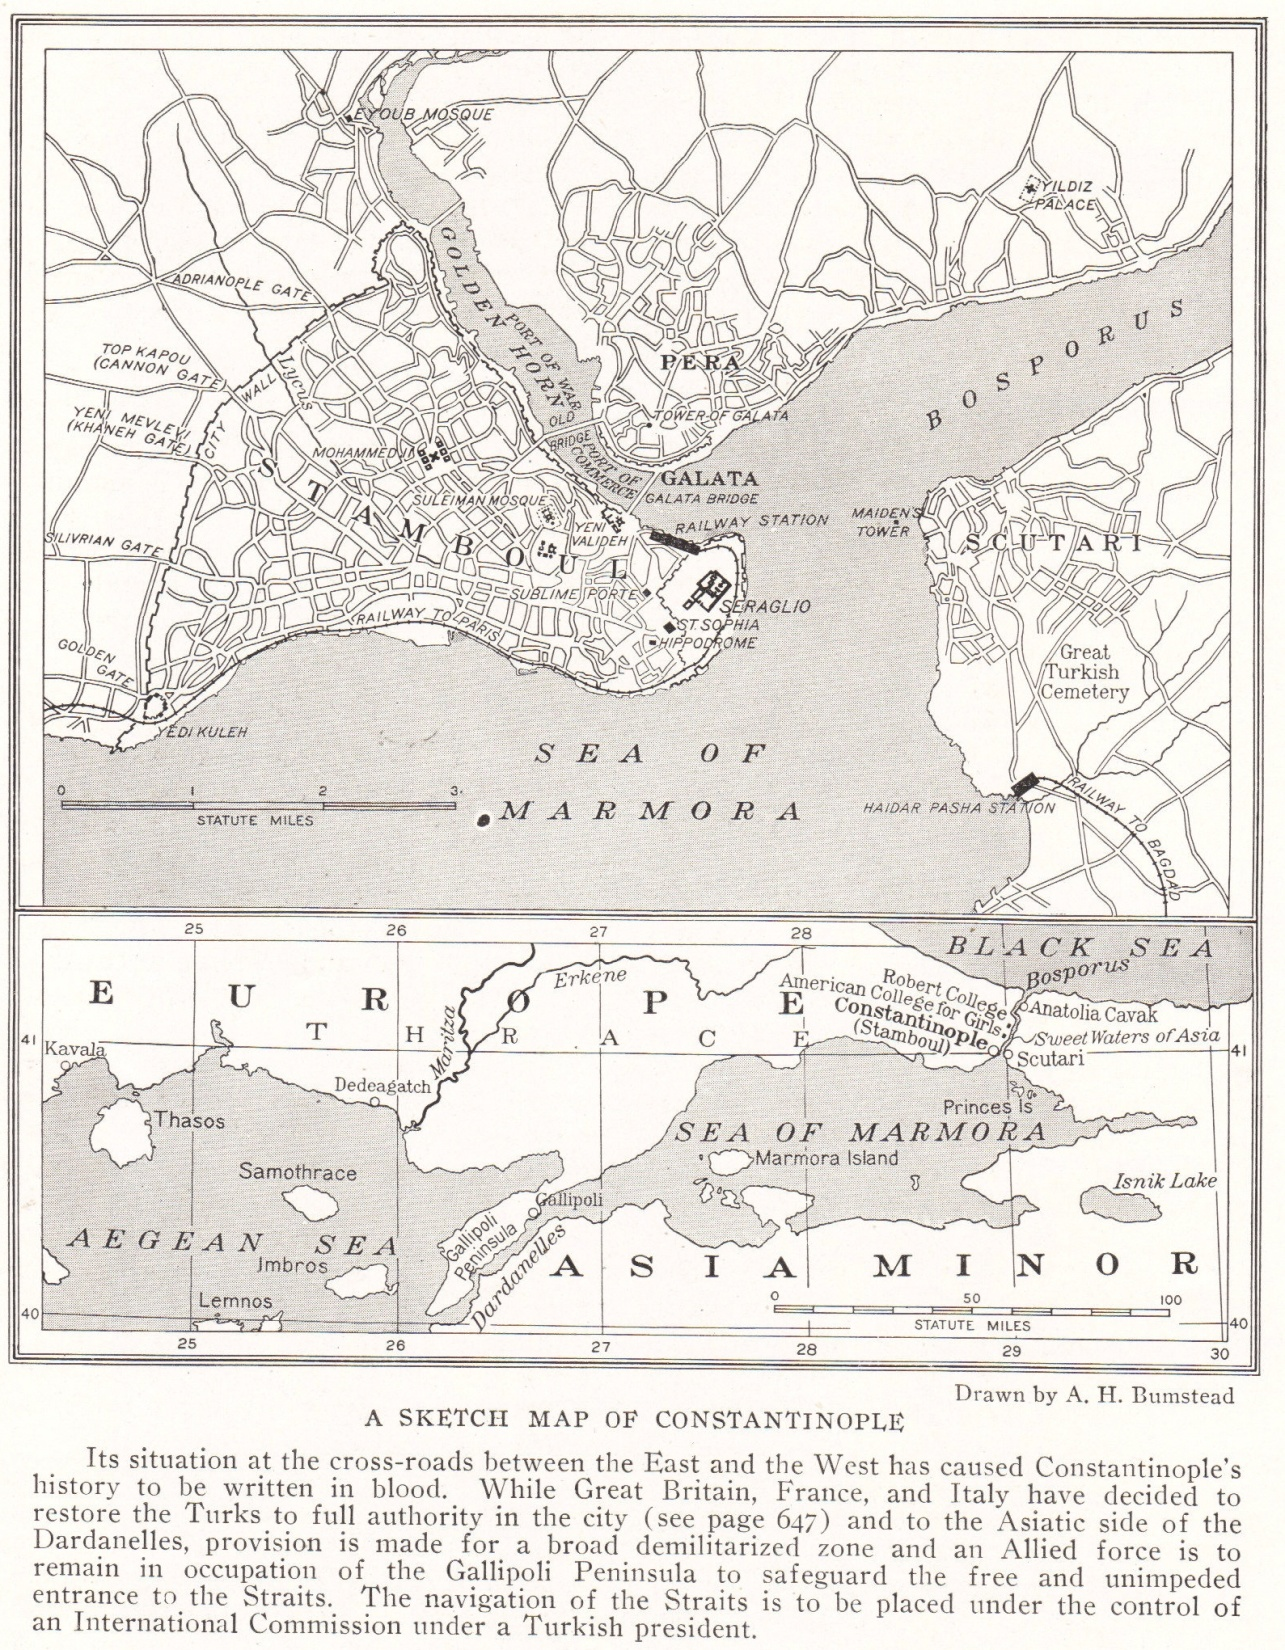 EYOUB MOSQUE
YILDIZ
PALACE
GOLDEN HORN
ADRIANOPLE GATE
PORT OF WAR
BOSPORUS
TOP KAPOU
(CANNON GATE)
Lycus
PERA
CITY WALL
YENI MEVLEVI
(KHANEH GATE)
OLD
BRIDGE
TOWER OF GALATA
MOHAMMED II
PORT OF
COMMERCE
GALATA
GALATA BRIDGE
STAMBOUL
SULEIMAN MOSQUE
YENI
VALIDEH
RAILWAY STATION
MAIDEN'S
TOWER
SCUTARI
SILIVRIAN GATE
SUBLIME PORTE
SERAGLIO
RAILWAY TO PARIS
ST. SOPHIA
HIPPODROME
GOLDEN
GATE
Great
Turkish
Cemetery
YEDI KULEH
SEA OF
MARMORA
0 1 2 3
STATUTE MILES
HAIDAR PASHA STATION
RAILWAY TO BAGDAD
25 26 27 28
BLACK SEA
EUROPE
Erkene
Bosporus
Robert College
American College for Girls
Constantinople
(Stamboul)
Anatolia Cavak
THRACE
Maritza
Sweet Waters of Asia
41
41
Kavala
Scutari
Dedeagatch
Thasos
Princes Is
SEA OF MARMORA
Samothrace
Marmora Island
Isnik Lake
Gallipoli
AEGEAN SEA
Gallipoli
Peninsula
Dardanelles
ASIA MINOR
Imbros
Lemnos
0 50 100
STATUTE MILES
40
40
25 26 27 28 29 30
Drawn by A. H. Bumstead
A SKETCH MAP OF CONSTANTINOPLE
Its situation at the cross-roads between the East and the West has caused Constantinople's
history to be written in blood. While Great Britain, France, and Italy have decided to
restore the Turks to full authority in the city (see page 647) and to the Asiatic side of the
Dardanelles, provision is made for a broad demilitarized zone and an Allied force is to
remain in occupation of the Gallipoli Peninsula to safeguard the free and unimpeded
entrance to the Straits. The navigation of the Straits is to be placed under the control of
an International Commission under a Turkish president.